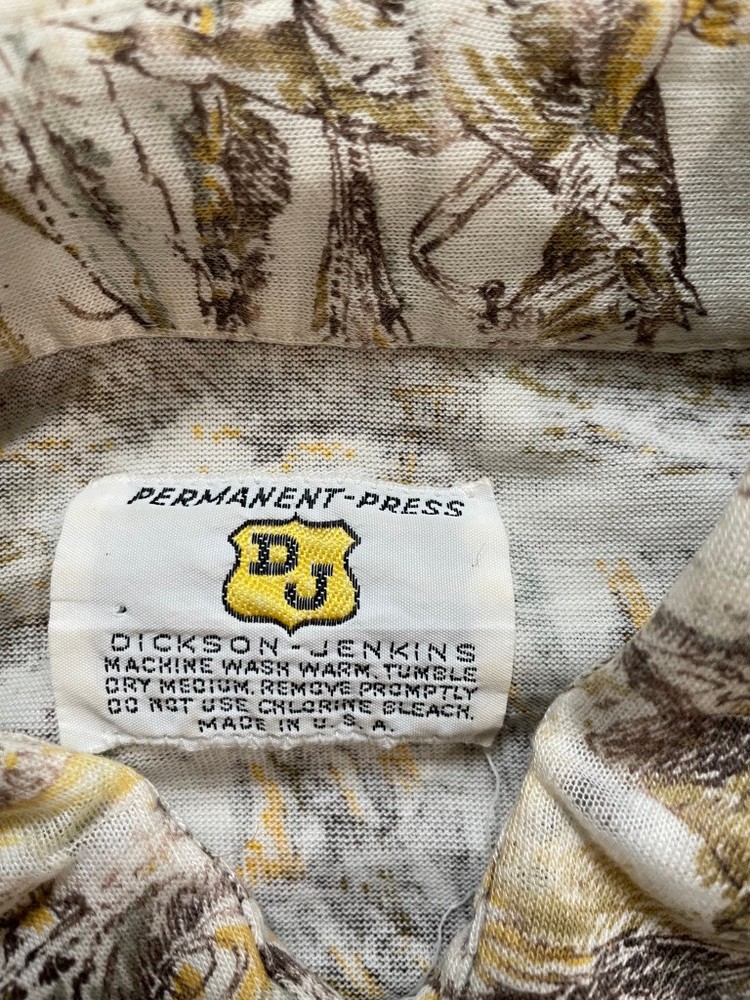 PERMANENT-PRESS
DJ
DICKSON-JENKINS
MACHINE WASH WARM. TUMBLE
DRY MEDIUM. REMOVE PROMPTLY
DO NOT USE CHLORINE BLEACH.
MADE IN U.S.A.